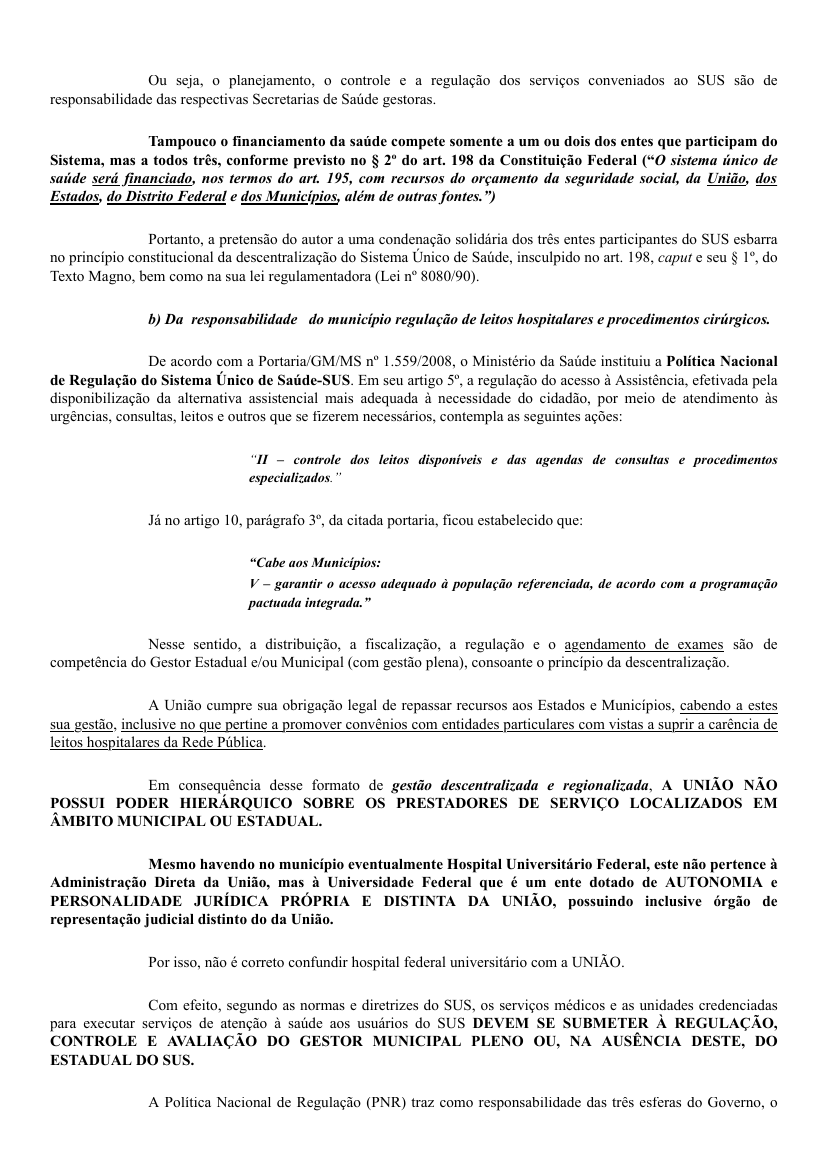 Ou seja, o planejamento, o controle e a regulação dos serviços conveniados ao SUS são de
responsabilidade das respectivas Secretarias de Saúde gestoras.
Tampouco o financiamento da saúde compete somente a um ou dois dos entes que participam do
Sistema, mas a todos três, conforme previsto no § 2º do art. 198 da Constituição Federal (“O sistema único de
saúde será financiado, nos termos do art. 195, com recursos do orçamento da seguridade social, da União, dos
Estados, do Distrito Federal e dos Municípios, além de outras fontes.”)
Portanto, a pretensão do autor a uma condenação solidária dos três entes participantes do SUS esbarra
no princípio constitucional da descentralização do Sistema Único de Saúde, insculpido no art. 198, caput e seu § 1º, do
Texto Magno, bem como na sua lei regulamentadora (Lei nº 8080/90).
b) Da responsabilidade do município regulação de leitos hospitalares e procedimentos cirúrgicos.
De acordo com a Portaria/GM/MS nº 1.559/2008, o Ministério da Saúde instituiu a Política Nacional
de Regulação do Sistema Único de Saúde-SUS. Em seu artigo 5º, a regulação do acesso à Assistência, efetivada pela
disponibilização da alternativa assistencial mais adequada à necessidade do cidadão, por meio de atendimento às
urgências, consultas, leitos e outros que se fizerem necessários, contempla as seguintes ações:
“II – controle dos leitos disponíveis e das agendas de consultas e procedimentos
especializados.”
Já no artigo 10, parágrafo 3º, da citada portaria, ficou estabelecido que:
“Cabe aos Municípios:
V – garantir o acesso adequado à população referenciada, de acordo com a programação
pactuada integrada.”
Nesse sentido, a distribuição, a fiscalização, a regulação e o agendamento de exames são de
competência do Gestor Estadual e/ou Municipal (com gestão plena), consoante o princípio da descentralização.
A União cumpre sua obrigação legal de repassar recursos aos Estados e Municípios, cabendo a estes
sua gestão, inclusive no que pertine a promover convênios com entidades particulares com vistas a suprir a carência de
leitos hospitalares da Rede Pública.
Em consequência desse formato de gestão descentralizada e regionalizada, A UNIÃO NÃO
POSSUI PODER HIERÁRQUICO SOBRE OS PRESTADORES DE SERVIÇO LOCALIZADOS EM
ÂMBITO MUNICIPAL OU ESTADUAL.
Mesmo havendo no município eventualmente Hospital Universitário Federal, este não pertence à
Administração Direta da União, mas à Universidade Federal que é um ente dotado de AUTONOMIA e
PERSONALIDADE JURÍDICA PRÓPRIA E DISTINTA DA UNIÃO, possuindo inclusive órgão de
representação judicial distinto do da União.
Por isso, não é correto confundir hospital federal universitário com a UNIÃO.
Com efeito, segundo as normas e diretrizes do SUS, os serviços médicos e as unidades credenciadas
para executar serviços de atenção à saúde aos usuários do SUS DEVEM SE SUBMETER À REGULAÇÃO,
CONTROLE E AVALIAÇÃO DO GESTOR MUNICIPAL PLENO OU, NA AUSÊNCIA DESTE, DO
ESTADUAL DO SUS.
A Política Nacional de Regulação (PNR) traz como responsabilidade das três esferas do Governo, o